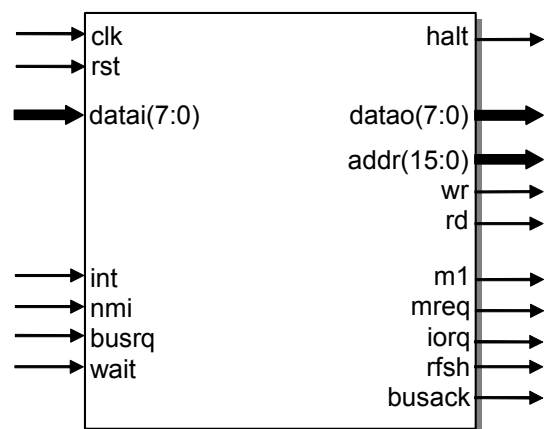 clk
halt
rst
datai(7:0)
datao(7:0)
addr(15:0)
wr
rd
int
m1
nmi
mreq
busrq
iorq
wait
rfsh
busack